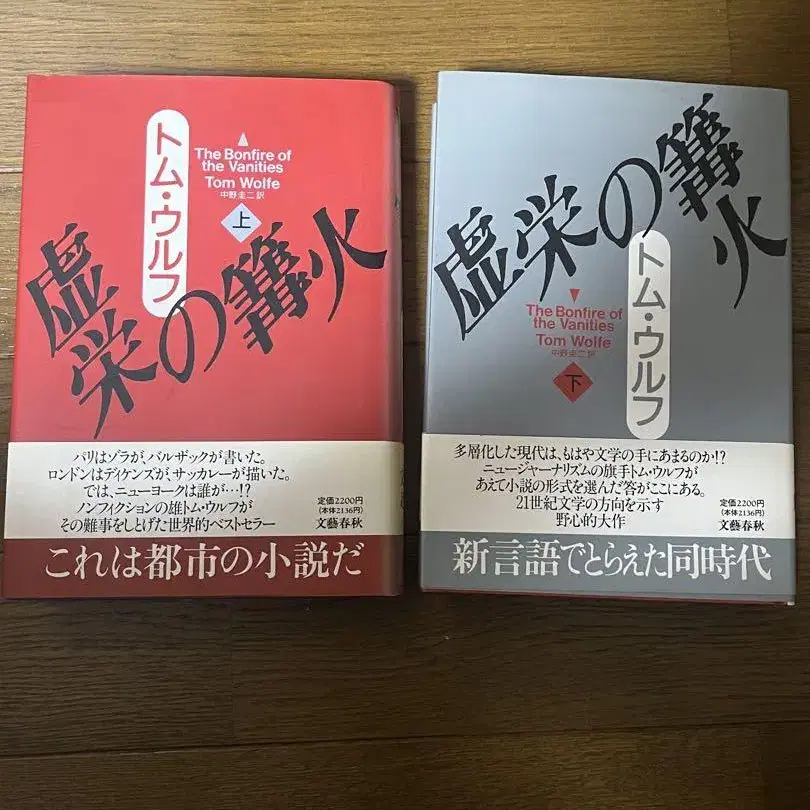 トム・ウルフ
The Bonfire of
the Vanities
Tom Wolfe
中野圭二 訳
上
虚栄の篝火
パリはゾラが、バルザックが書いた。
ロンドンはディケンズが、サッカレーが描いた。
では、ニューヨークは誰が…!?
ノンフィクションの雄トム・ウルフが
その難事をしとげた世界的ベストセラー
定価2200円
(本体2136円)
文藝春秋
これは都市の小説だ
虚栄の篝火
トム・ウルフ
The Bonfire of
the Vanities
Tom Wolfe
中野圭二 訳
下
多層化した現代は、もはや文学の手にあまるのか!?
ニュージャーナリズムの旗手トム・ウルフが
あえて小説の形式を選んだ答がここにある。
21世紀文学の方向を示す
野心的大作
定価2200円
(本体2136円)
文藝春秋
新言語でとらえた同時代